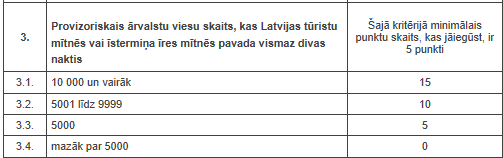 3. Provizoriskais ārvalstu viesu skaits, kas Latvijas tūristu
mītnēs vai īstermiņa īres mītnēs pavada vismaz divas
naktis
Šajā kritērijā minimālais
punktu skaits, kas jāiegūst, ir
5 punkti
3.1. 10 000 un vairāk 15
3.2. 5001 līdz 9999 10
3.3. 5000 5
3.4. mazāk par 5000 0